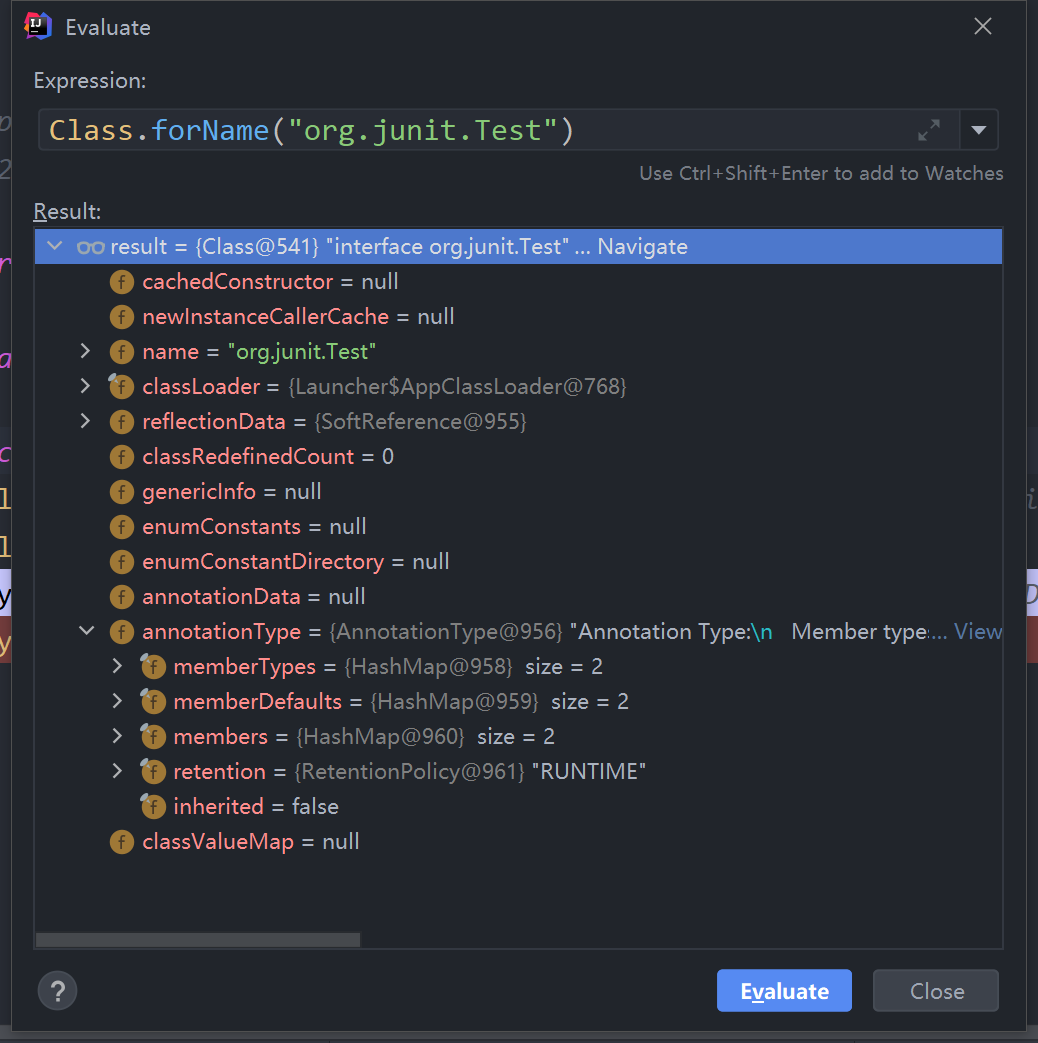 Evaluate
Expression:
Class.forName("org.junit.Test")
Use Ctrl+Shift+Enter to add to Watches
Result:
result = {Class@541} "interface org.junit.Test" ... Navigate
f cachedConstructor = null
f newInstanceCallerCache = null
f name = "org.junit.Test"
f classLoader = {Launcher$AppClassLoader@768}
f reflectionData = {SoftReference@955}
f classRedefinedCount = 0
f genericInfo = null
f enumConstants = null
f enumConstantDirectory = null
f annotationData = null
f annotationType = {AnnotationType@956} "Annotation Type:\n Member type:... View
f memberTypes = {HashMap@958} size = 2
f memberDefaults = {HashMap@959} size = 2
f members = {HashMap@960} size = 2
f retention = {RetentionPolicy@961} "RUNTIME"
f inherited = false
f classValueMap = null
? Evaluate Close